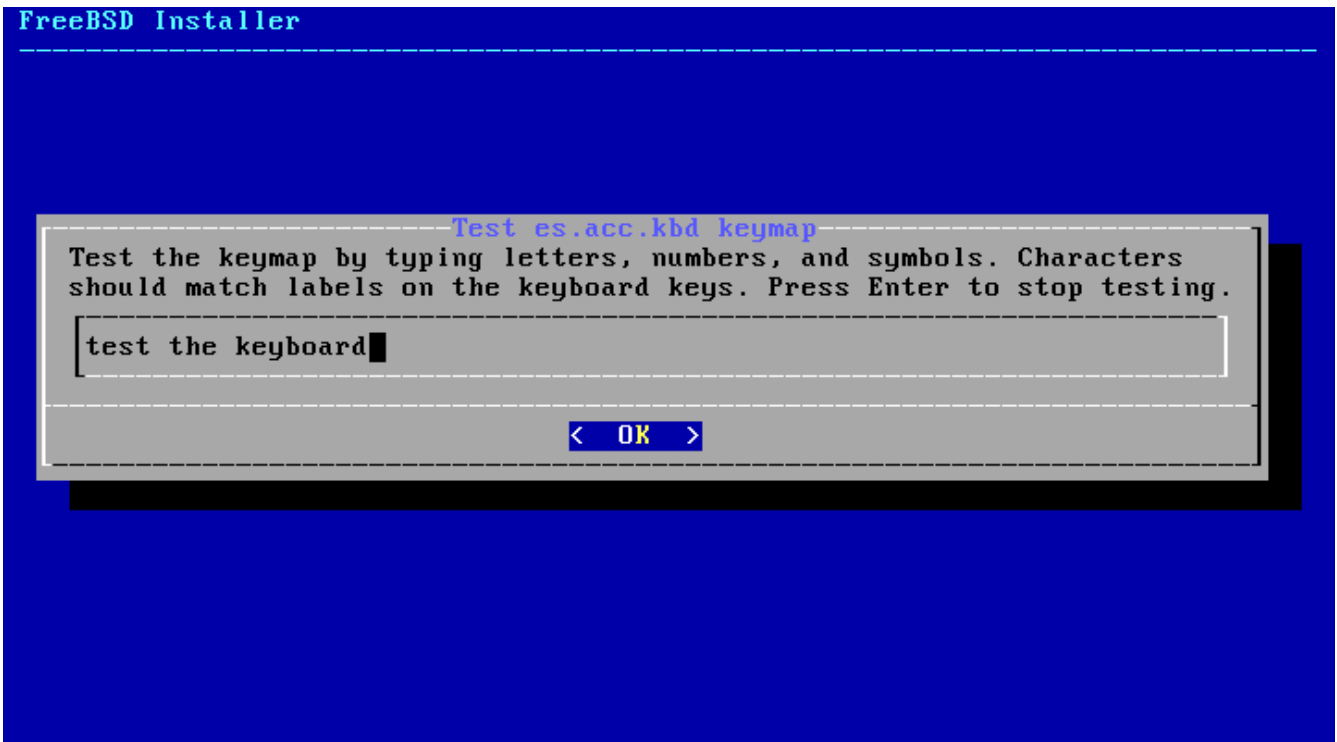 FreeBSD Installer
Test es.acc.kbd keymap
Test the keymap by typing letters, numbers, and symbols. Characters
should match labels on the keyboard keys. Press Enter to stop testing.
test the keyboard
< OK >